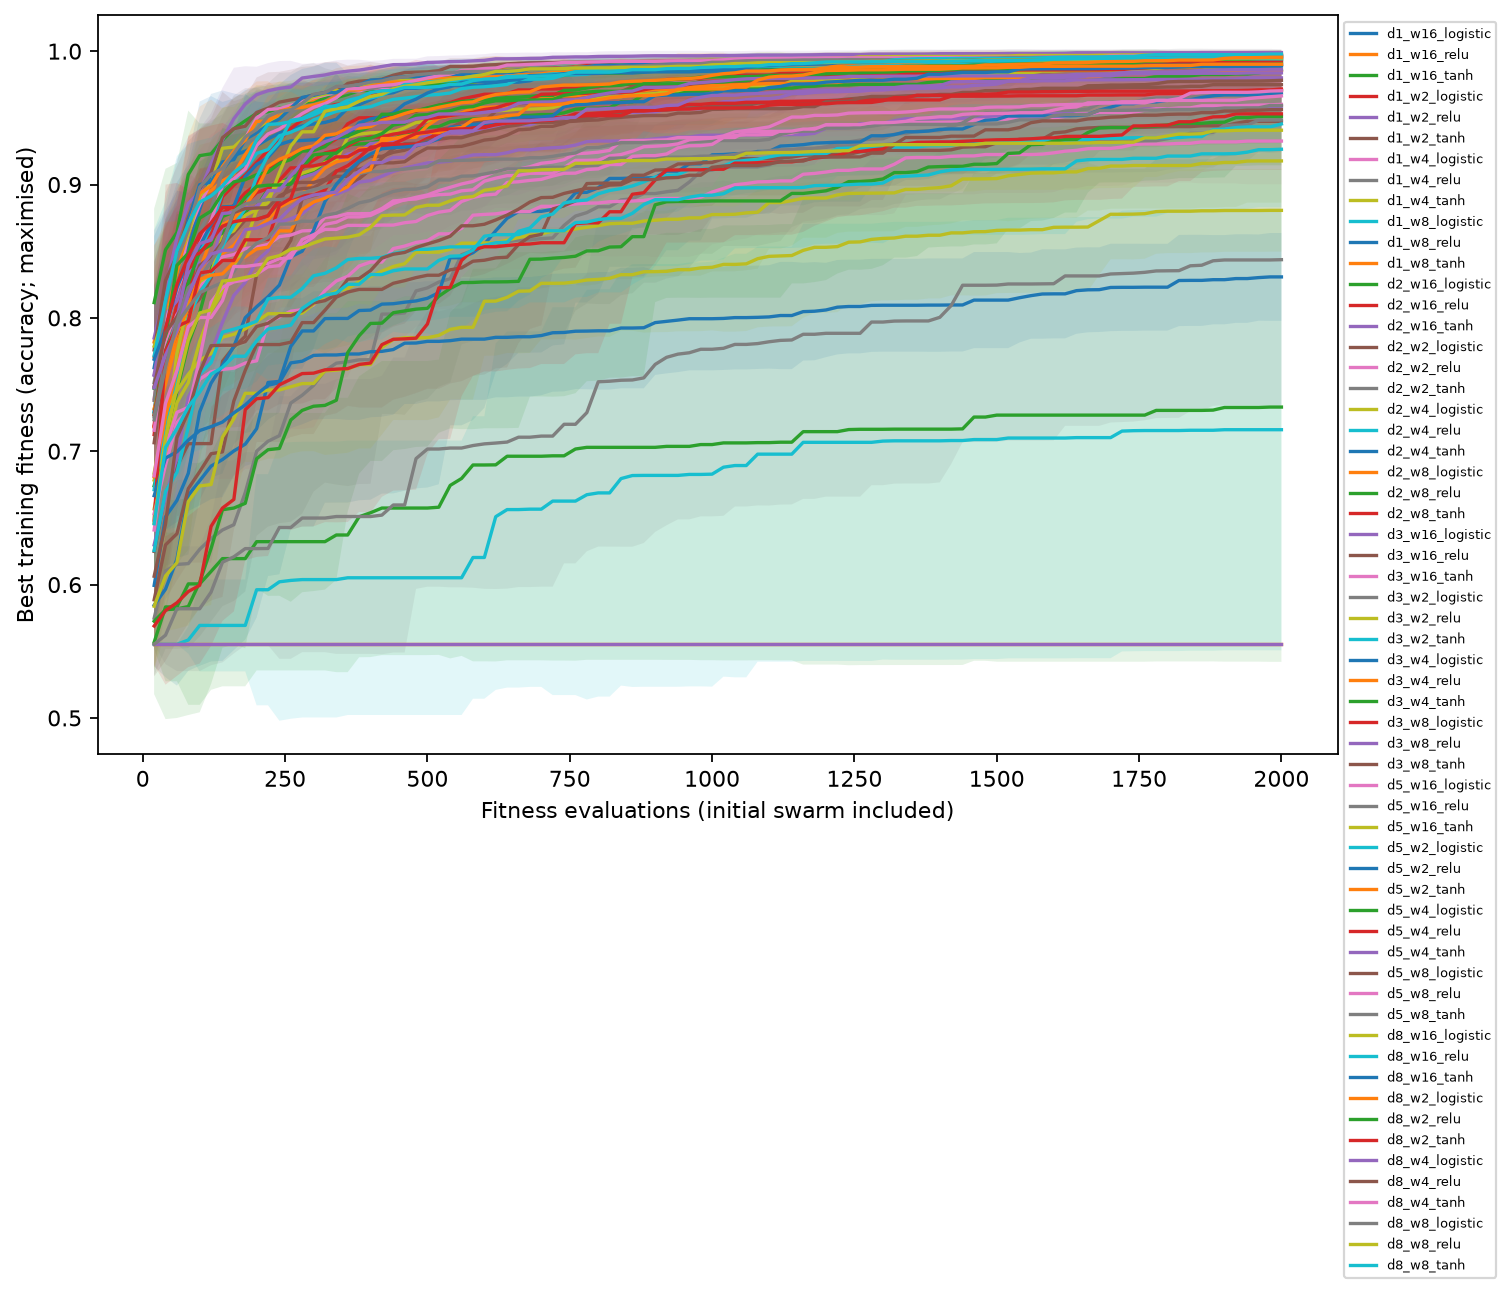 1.0
0.9
0.8
0.7
0.6
0.5
Best training fitness (accuracy; maximised)
0
250
500
750
1000
1250
1500
1750
2000
Fitness evaluations (initial swarm included)
d1_w16_logistic
d1_w16_relu
d1_w16_tanh
d1_w2_logistic
d1_w2_relu
d1_w2_tanh
d1_w4_logistic
d1_w4_relu
d1_w4_tanh
d1_w8_logistic
d1_w8_relu
d1_w8_tanh
d2_w16_logistic
d2_w16_relu
d2_w16_tanh
d2_w2_logistic
d2_w2_relu
d2_w2_tanh
d2_w4_logistic
d2_w4_relu
d2_w4_tanh
d2_w8_logistic
d2_w8_relu
d2_w8_tanh
d3_w16_logistic
d3_w16_relu
d3_w16_tanh
d3_w2_logistic
d3_w2_relu
d3_w2_tanh
d3_w4_logistic
d3_w4_relu
d3_w4_tanh
d3_w8_logistic
d3_w8_relu
d3_w8_tanh
d5_w16_logistic
d5_w16_relu
d5_w16_tanh
d5_w2_logistic
d5_w2_relu
d5_w2_tanh
d5_w4_logistic
d5_w4_relu
d5_w4_tanh
d5_w8_logistic
d5_w8_relu
d5_w8_tanh
d8_w16_logistic
d8_w16_relu
d8_w16_tanh
d8_w2_logistic
d8_w2_relu
d8_w2_tanh
d8_w4_logistic
d8_w4_relu
d8_w4_tanh
d8_w8_logistic
d8_w8_relu
d8_w8_tanh